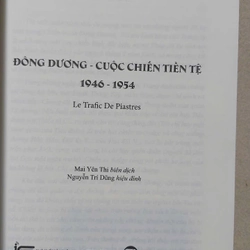 ĐÔNG DƯƠNG - CUỘC CHIẾN TIỀN TỆ
1946 - 1954
Le Trafic De Piastres
Mai Yên Thi biên dịch
Nguyễn Trí Dũng hiệu đính